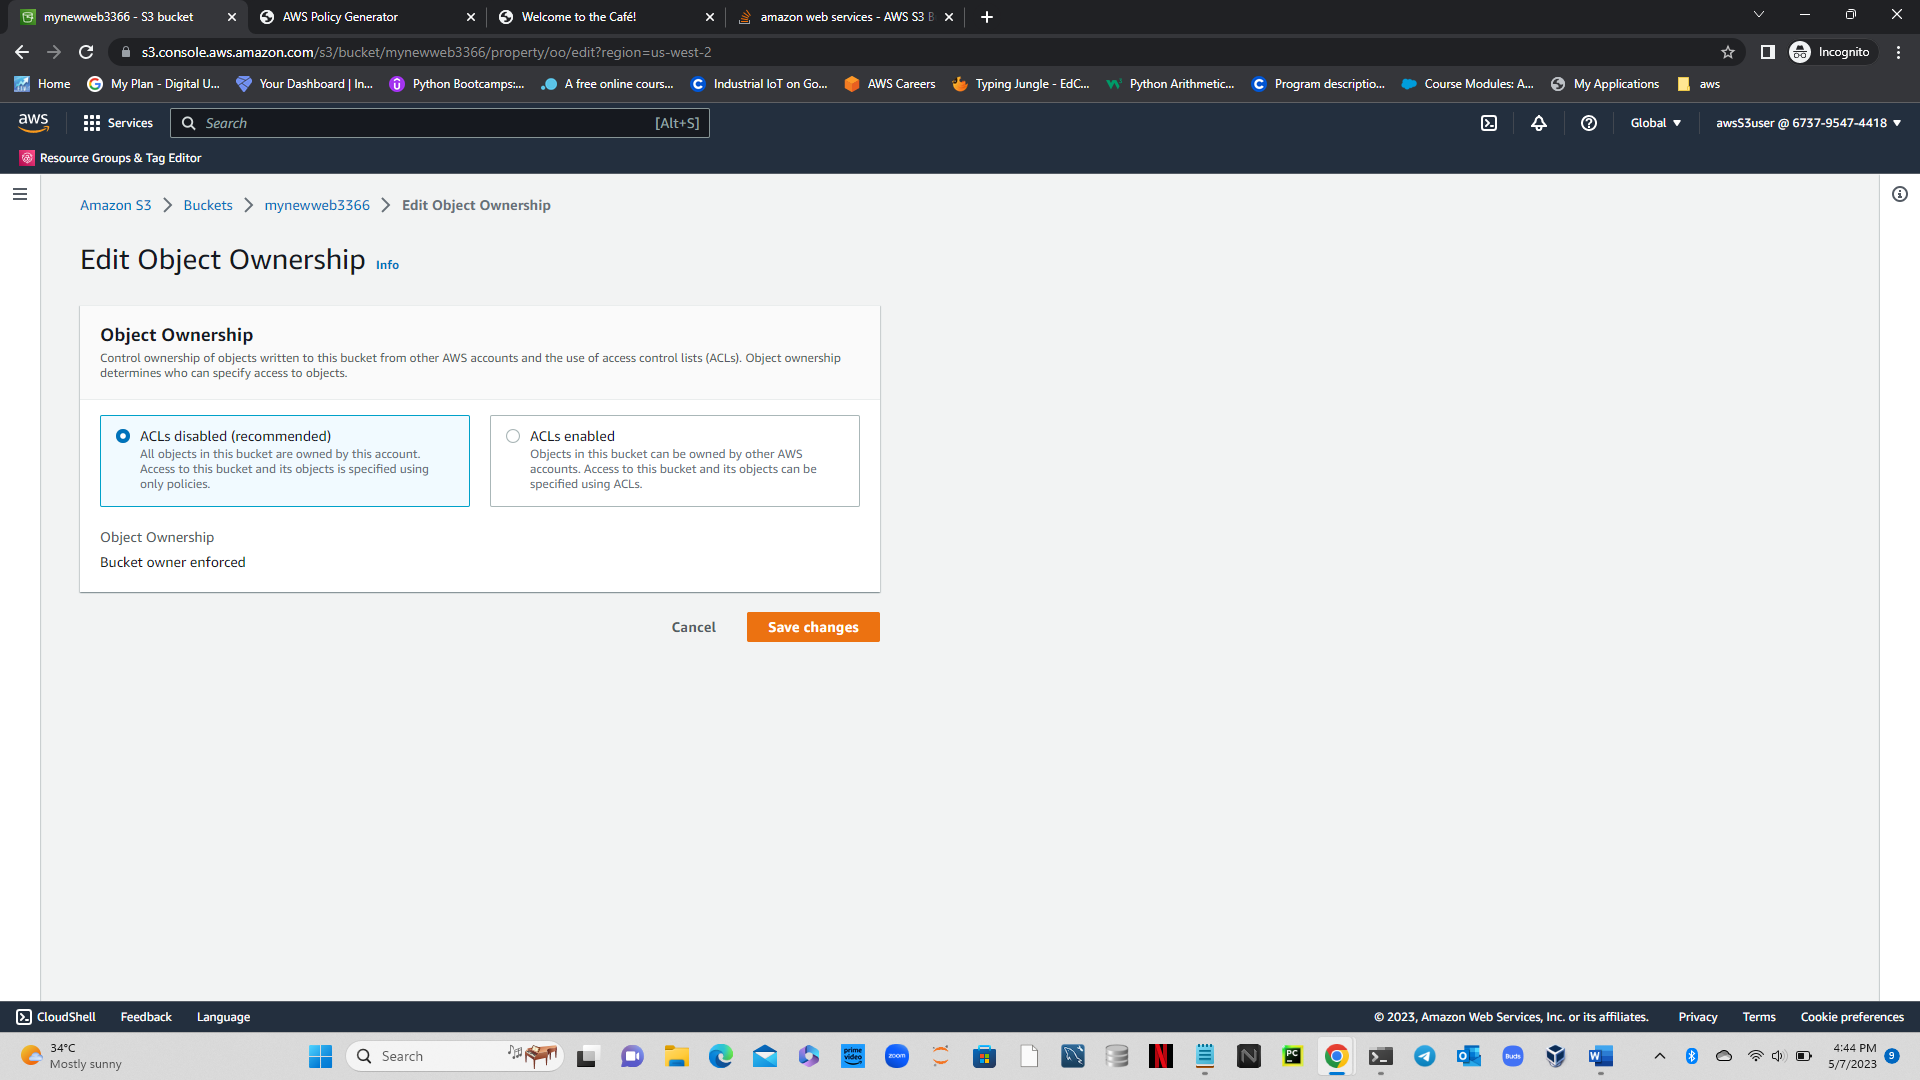 mynewweb3366 - S3 bucket
AWS Policy Generator
Welcome to the Café!
amazon web services - AWS S3 B
s3.console.aws.amazon.com/s3/bucket/mynewweb3366/property/oo/edit?region=us-west-2
Incognito
Home
My Plan - Digital U...
Your Dashboard | In...
Python Bootcamps:...
A free online cours...
Industrial IoT on Go...
AWS Careers
Typing Jungle - EdC...
Python Arithmetic...
Program descriptio...
Course Modules: A...
My Applications
aws
aws
Services
Search
[Alt+S]
Global
awsS3user @ 6737-9547-4418
Resource Groups & Tag Editor
Amazon S3
Buckets
mynewweb3366
Edit Object Ownership
Edit Object Ownership Info
Object Ownership
Control ownership of objects written to this bucket from other AWS accounts and the use of access control lists (ACLs). Object ownership
determines who can specify access to objects.
ACLs disabled (recommended)
All objects in this bucket are owned by this account.
Access to this bucket and its objects is specified using
only policies.
ACLs enabled
Objects in this bucket can be owned by other AWS
accounts. Access to this bucket and its objects can be
specified using ACLs.
Object Ownership
Bucket owner enforced
Cancel
Save changes
CloudShell
Feedback
Language
© 2023, Amazon Web Services, Inc. or its affiliates.
Privacy
Terms
Cookie preferences
34°C
Mostly sunny
Search
prime video
zoom
N
N
PC
Buds
W
4:44 PM
5/7/2023
9